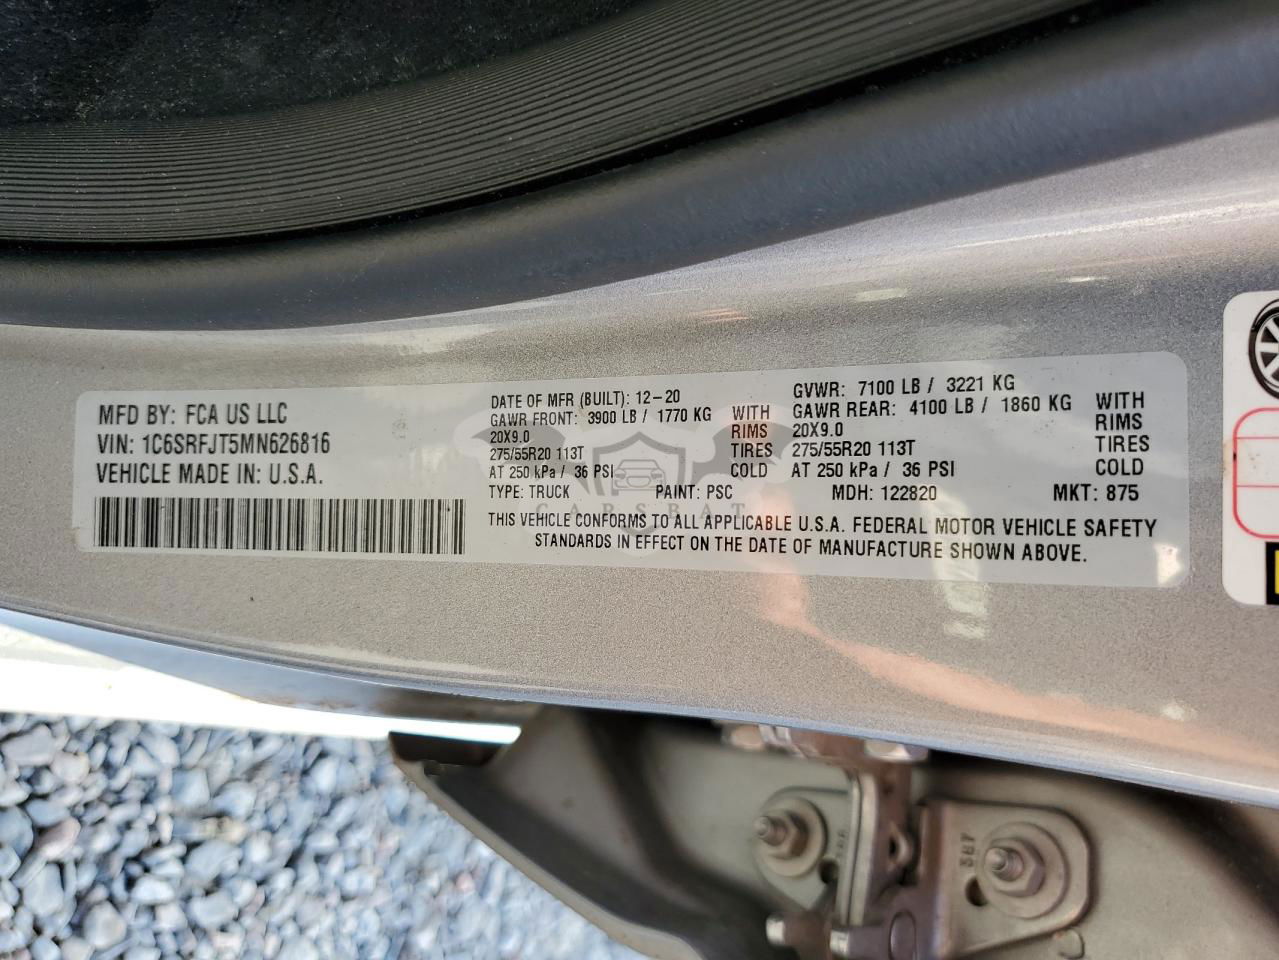 MFD BY: FCA US LLC
VIN: 1C6SRFJT5MN626816
VEHICLE MADE IN: U.S.A.
DATE OF MFR (BUILT): 12-20
GAWR FRONT: 3900 LB / 1770 KG WITH
20X9.0 RIMS
275/55R20 113T TIRES
AT 250 kPa / 36 PSI COLD
GVWR: 7100 LB / 3221 KG
GAWR REAR: 4100 LB / 1860 KG WITH
20X9.0 RIMS
275/55R20 113T TIRES
AT 250 kPa / 36 PSI COLD
TYPE: TRUCK PAINT: PSC MDH: 122820 MKT: 875
THIS VEHICLE CONFORMS TO ALL APPLICABLE U.S.A. FEDERAL MOTOR VEHICLE SAFETY
STANDARDS IN EFFECT ON THE DATE OF MANUFACTURE SHOWN ABOVE.
CARSBAT
387